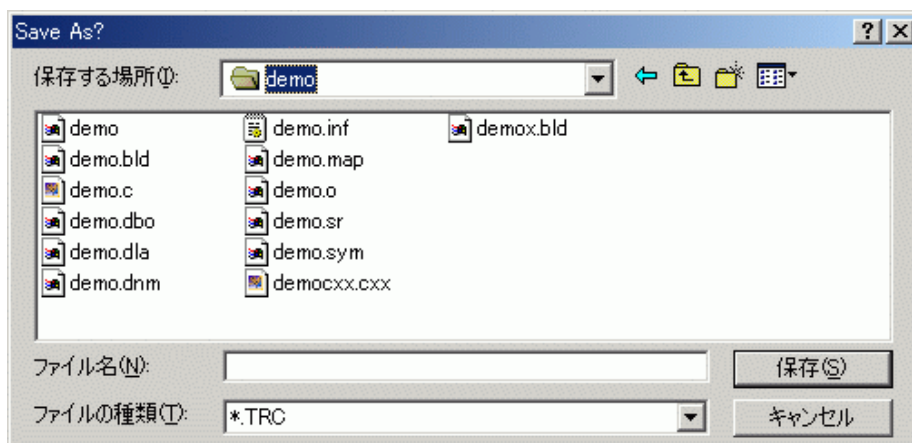 Save As?
保存する場所(I):
demo
demo
demo.bld
demo.c
demo.dbo
demo.dla
demo.dnm
demo.inf
demo.map
demo.o
demo.sr
demo.sym
democxx.cxx
demox.bld
ファイル名(N):
保存(S)
ファイルの種類(T):
*.TRC
キャンセル